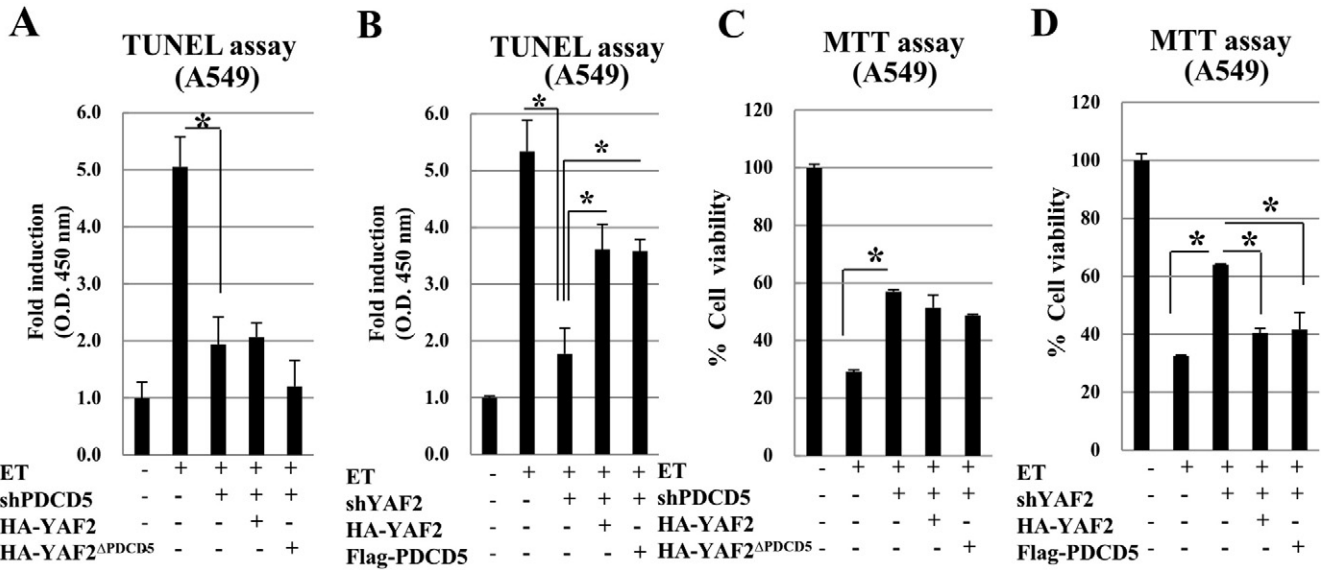 A
TUNEL assay
(A549)
Fold induction
(O.D. 450 nm)
6.0
5.0
4.0
3.0
2.0
1.0
0.0
*
ET - + + + +
shPDCD5 - - + + +
HA-YAF2 - - - + -
HA-YAF2ΔPDCD5 - - - - +
B
TUNEL assay
(A549)
Fold induction
(O.D. 450 nm)
6.0
5.0
4.0
3.0
2.0
1.0
0.0
*
*
*
ET - + + + +
shYAF2 - - + + +
HA-YAF2 - - - + -
Flag-PDCD5 - - - - +
C
MTT assay
(A549)
% Cell viability
120
100
80
60
40
20
0
*
ET - + + + +
shPDCD5 - - + + +
HA-YAF2 - - - + -
HA-YAF2ΔPDCD5 - - - - +
D
MTT assay
(A549)
% Cell viability
120
100
80
60
40
20
0
*
*
*
ET - + + + +
shYAF2 - - + + +
HA-YAF2 - - - + -
Flag-PDCD5 - - - - +